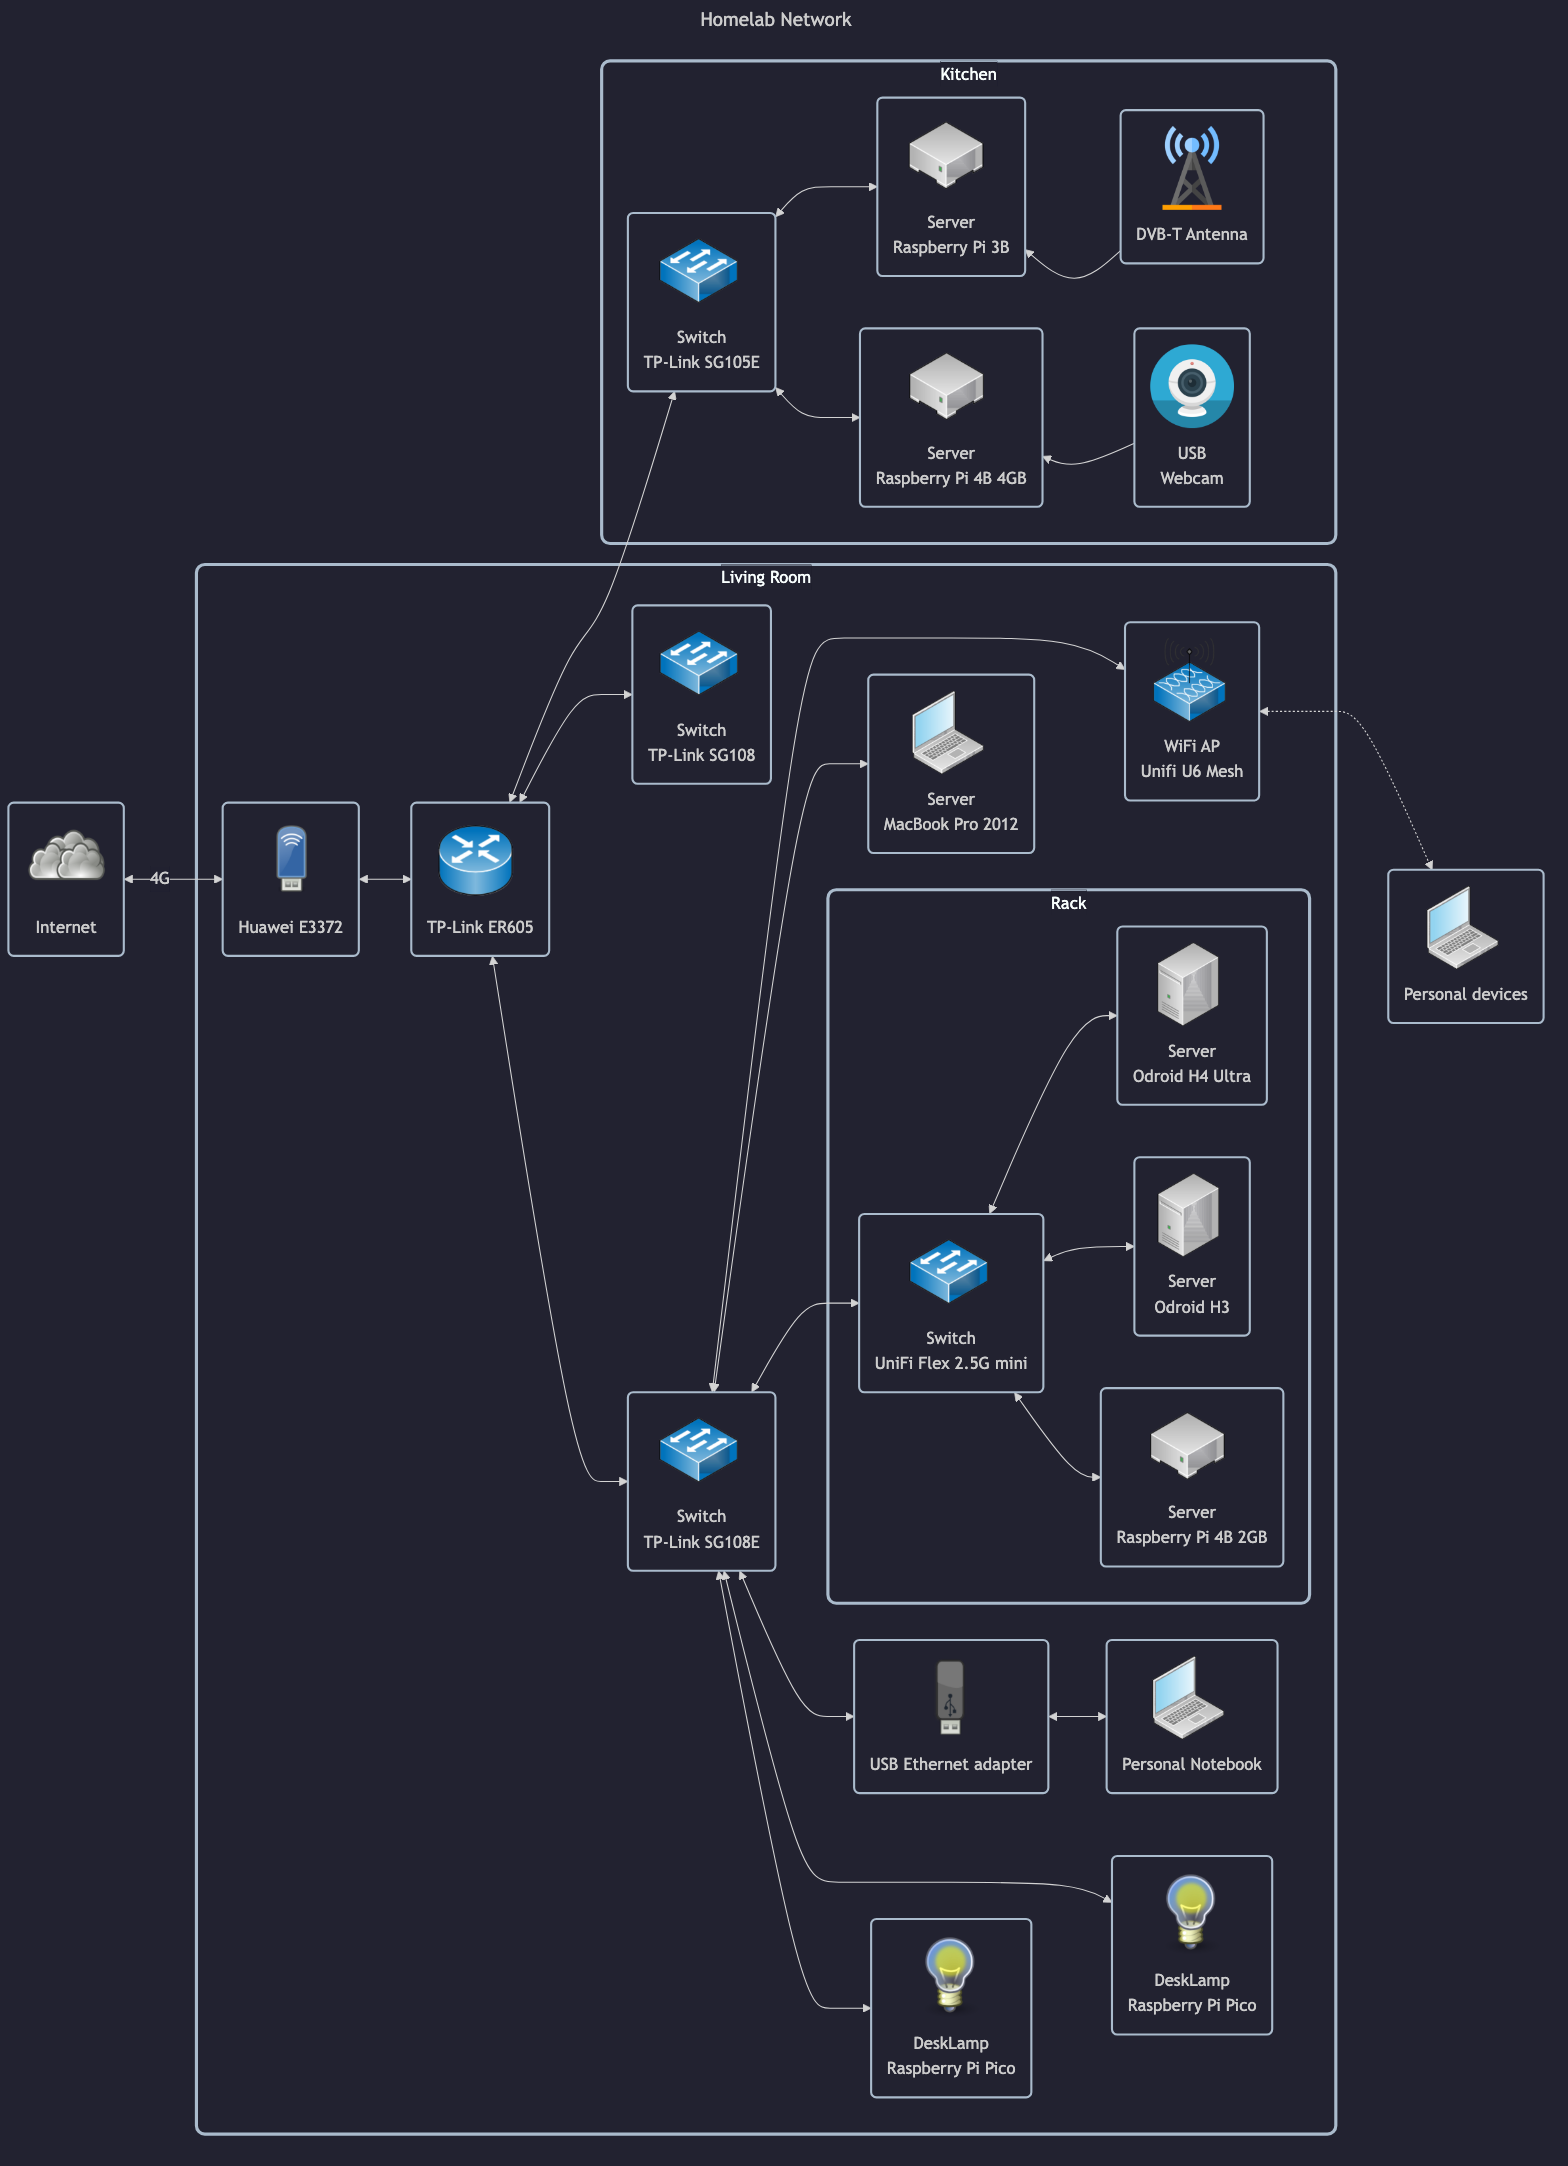 Homelab Network
Kitchen
Server
Raspberry Pi 3B
DVB-T Antenna
Switch
TP-Link SG105E
Server
Raspberry Pi 4B 4GB
USB
Webcam
Living Room
Switch
TP-Link SG108
WiFi AP
Unifi U6 Mesh
Server
MacBook Pro 2012
4G
Internet
Huawei E3372
TP-Link ER605
Rack
Personal devices
Server
Odroid H4 Ultra
Server
Odroid H3
Switch
UniFi Flex 2.5G mini
Server
Raspberry Pi 4B 2GB
Switch
TP-Link SG108E
USB Ethernet adapter
Personal Notebook
DeskLamp
Raspberry Pi Pico
DeskLamp
Raspberry Pi Pico